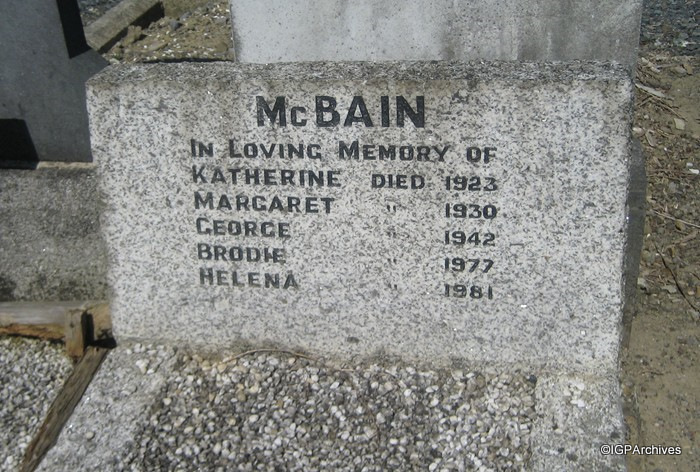 McBAIN
IN LOVING MEMORY OF
KATHERINE DIED 1923
MARGARET " 1930
GEORGE " 1942
BRODIE " 1977
HELENA " 1981
©IGPArchives